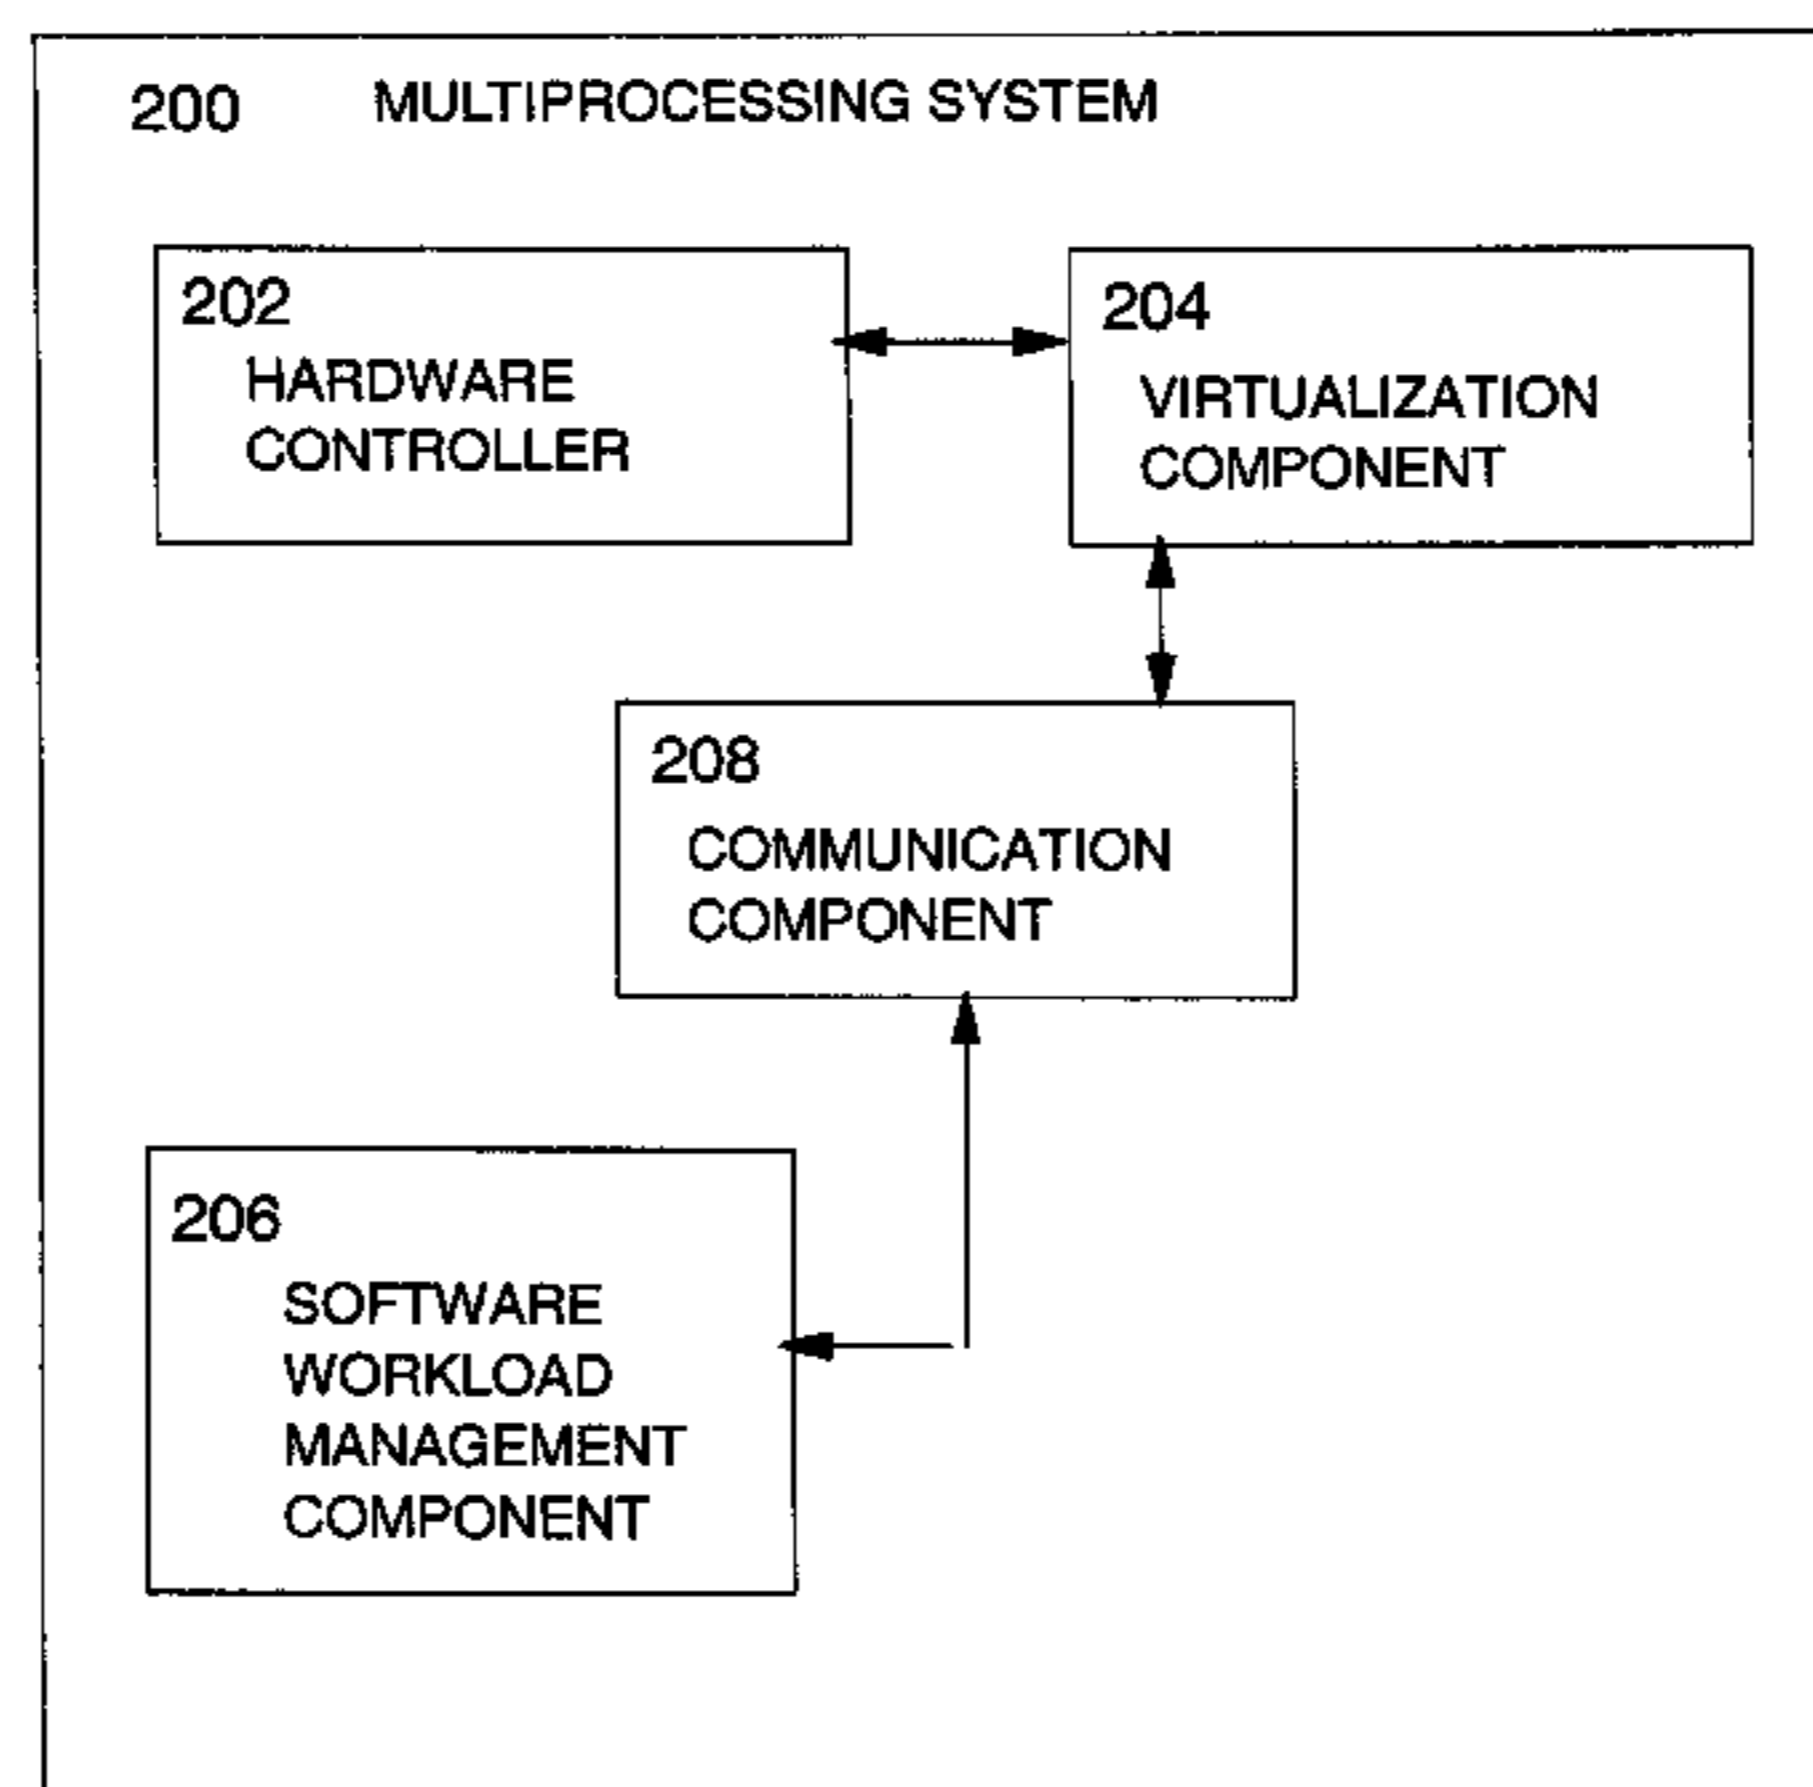 200 MULTIPROCESSING SYSTEM
202
HARDWARE
CONTROLLER
204
VIRTUALIZATION
COMPONENT
208
COMMUNICATION
COMPONENT
206
SOFTWARE
WORKLOAD
MANAGEMENT
COMPONENT